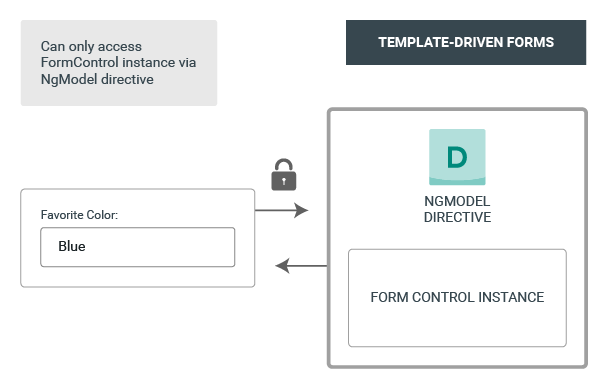 Can only access
FormControl instance via
NgModel directive
TEMPLATE-DRIVEN FORMS
D
NGMODEL
DIRECTIVE
Favorite Color:
Blue
FORM CONTROL INSTANCE